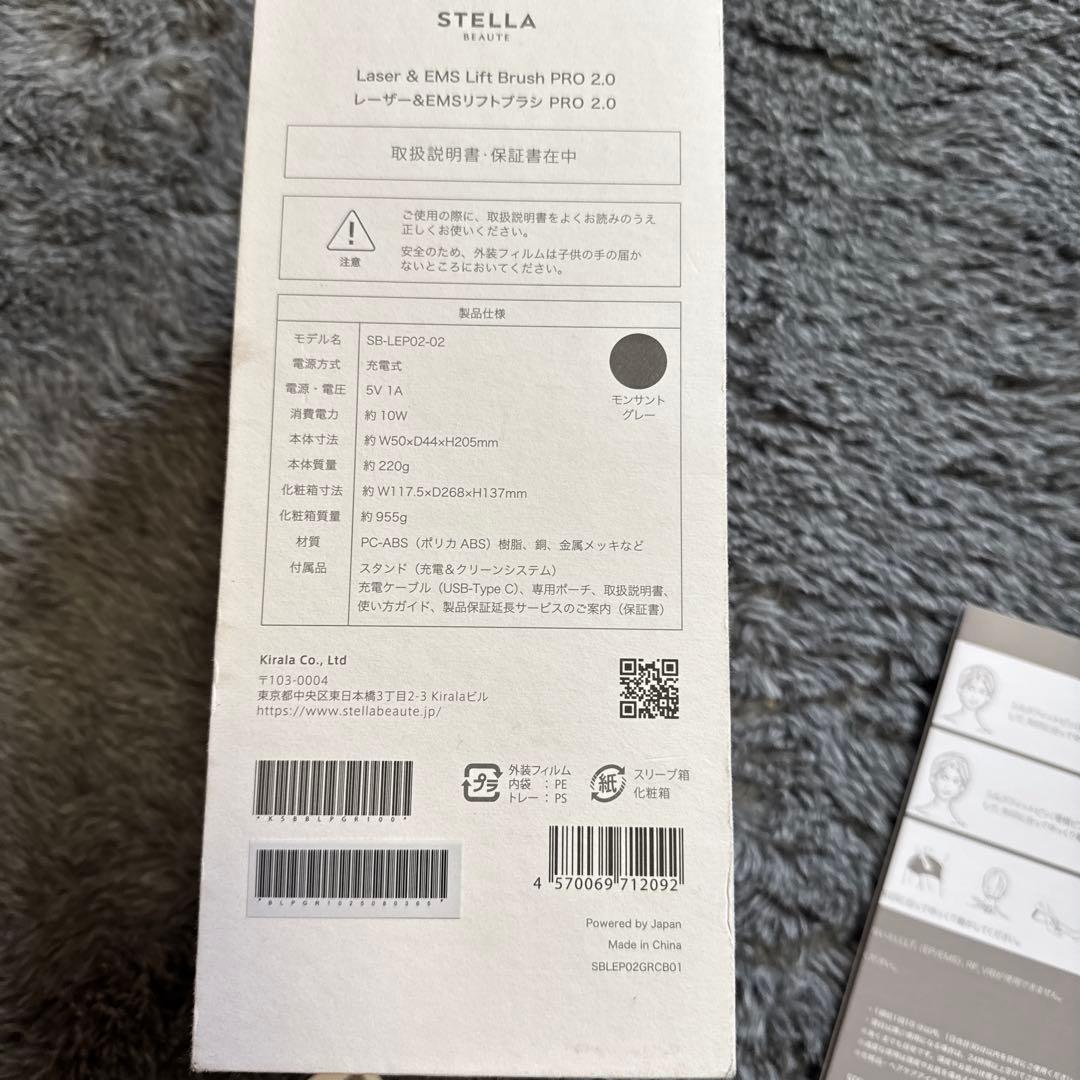 STELLA
BEAUTE
Laser & EMS Lift Brush PRO 2.0
レーザー&EMSリフトブラシ PRO 2.0
取扱説明書・保証書在中
注意
ご使用の際に、取扱説明書をよくお読みのうえ
正しくお使いください。
安全のため、外装フィルムは子供の手の届か
ないところにおいてください。
製品仕様
モデル名 SB-LEP02-02
電源方式 充電式
電源・電圧 5V 1A
消費電力 約 10W
本体寸法 約 W50×D44×H205mm
本体質量 約 220g
化粧箱寸法 約 W117.5×D268×H137mm
化粧箱質量 約 955g
材質 PC-ABS（ポリカ ABS）樹脂、銅、金属メッキなど
付属品 スタンド（充電＆クリーンシステム）
充電ケーブル（USB-Type C）、専用ポーチ、取扱説明書、
使い方ガイド、製品保証延長サービスのご案内（保証書）
モンサント
グレー
Kirala Co., Ltd
〒103-0004
東京都中央区東日本橋3丁目2-3 Kiralaビル
https://www.stellabeaute.jp/
プラ
外装フィルム
内袋 ： PE
トレー ： PS
紙
スリーブ箱
化粧箱
*KSBBLPGR100*
*BLPGR1025080365*
4 570069 712092
Powered by Japan
Made in China
SBLEP02GRCB01